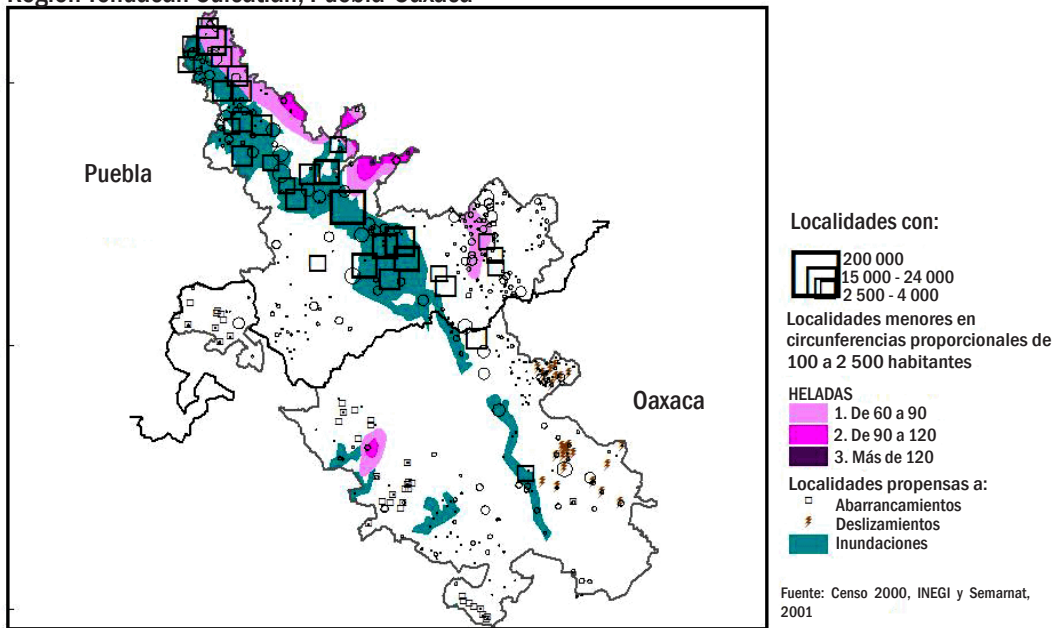 Puebla
Oaxaca
Localidades con:
200 000
15 000 - 24 000
2 500 - 4 000
Localidades menores en
circunferencias proporcionales de
100 a 2 500 habitantes
HELADAS
1. De 60 a 90
2. De 90 a 120
3. Más de 120
Localidades propensas a:
Abarrancamientos
Deslizamientos
Inundaciones
Fuente: Censo 2000, INEGI y Semarnat,
2001